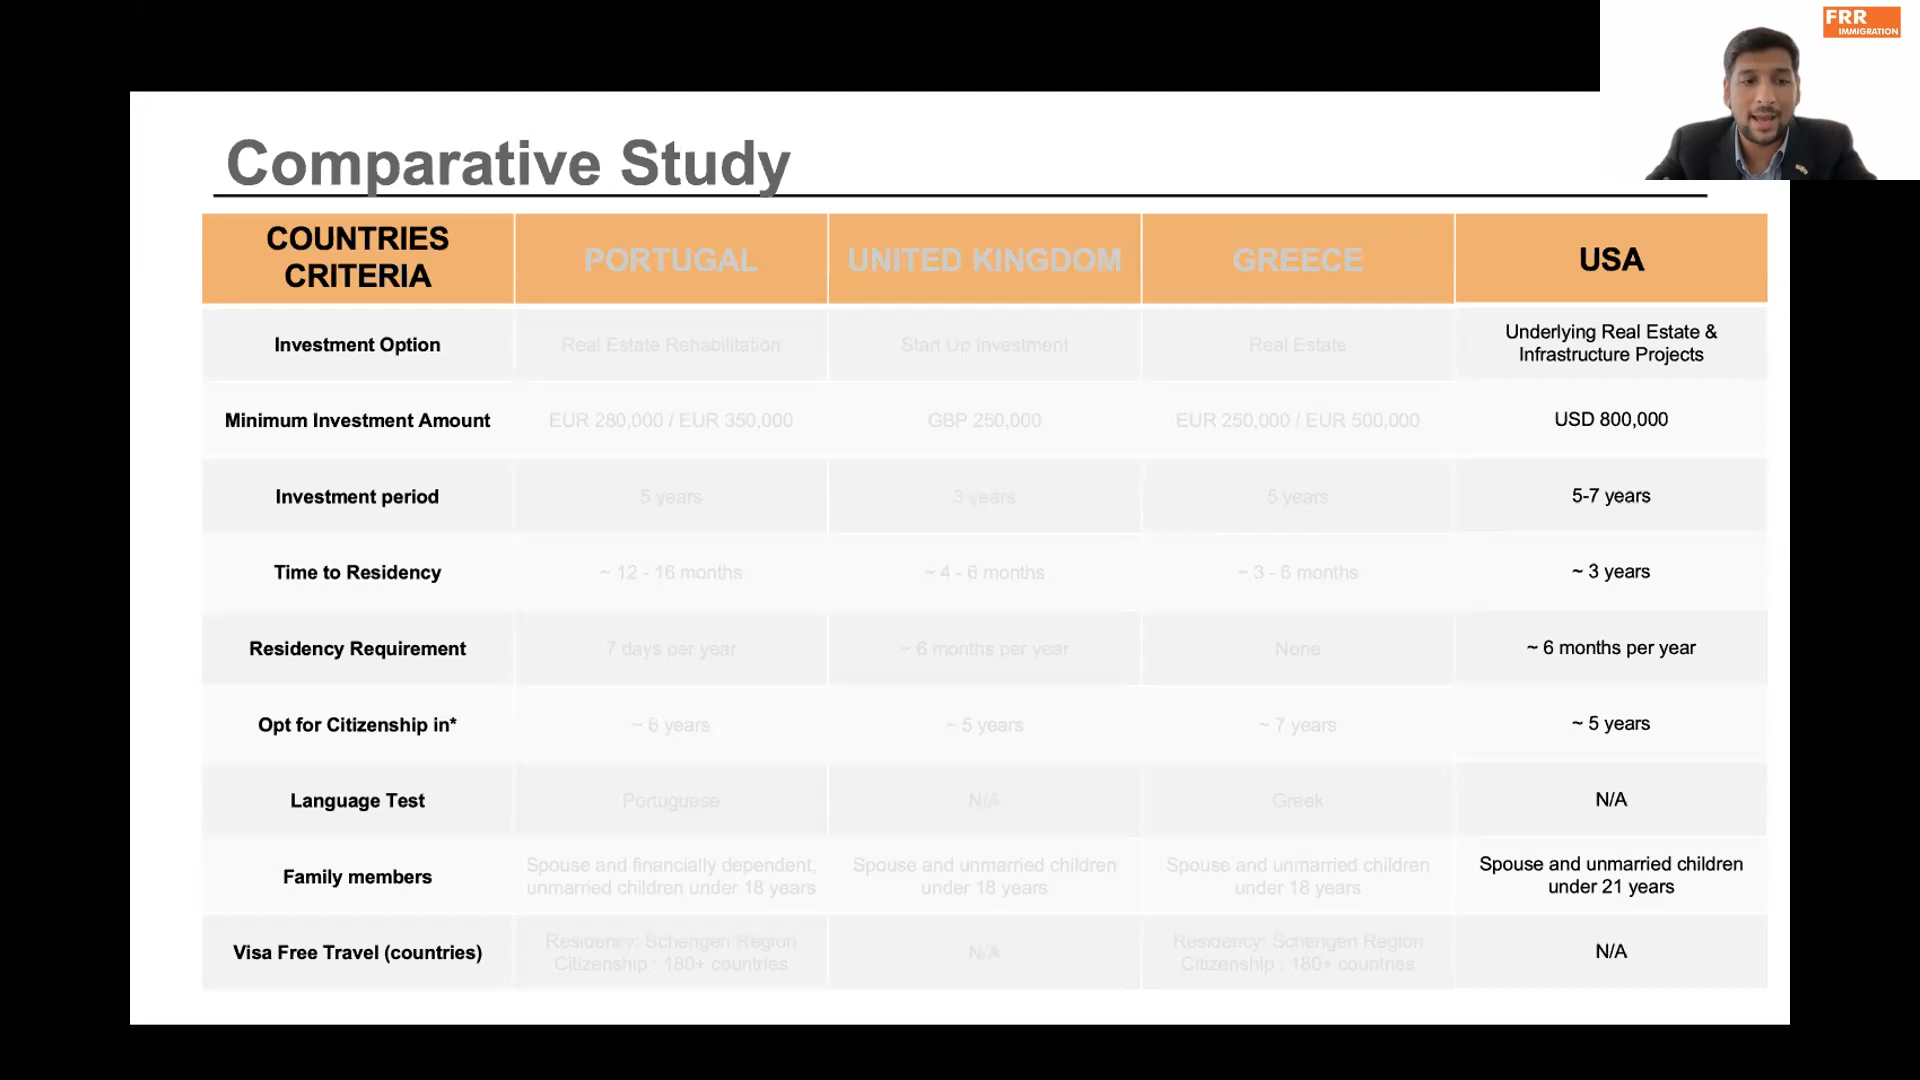 FRR
IMMIGRATION
Comparative Study
COUNTRIES
CRITERIA
PORTUGAL
UNITED KINGDOM
GREECE
USA
Investment Option
Real Estate Rehabilitation
Start Up Investment
Real Estate
Underlying Real Estate &
Infrastructure Projects
Minimum Investment Amount
EUR 280,000 / EUR 350,000
GBP 250,000
EUR 250,000 / EUR 500,000
USD 800,000
Investment period
5 years
3 years
5 years
5-7 years
Time to Residency
~ 12 - 16 months
~ 4 - 6 months
~ 3 - 6 months
~ 3 years
Residency Requirement
7 days per year
~ 6 months per year
None
~ 6 months per year
Opt for Citizenship in*
~ 6 years
~ 5 years
~ 7 years
~ 5 years
Language Test
Portuguese
N/A
Greek
N/A
Family members
Spouse and financially dependent,
unmarried children under 18 years
Spouse and unmarried children
under 18 years
Spouse and unmarried children
under 18 years
Spouse and unmarried children
under 21 years
Visa Free Travel (countries)
Residency: Schengen Region
Citizenship : 180+ countries
N/A
Residency: Schengen Region
Citizenship : 180+ countries
N/A